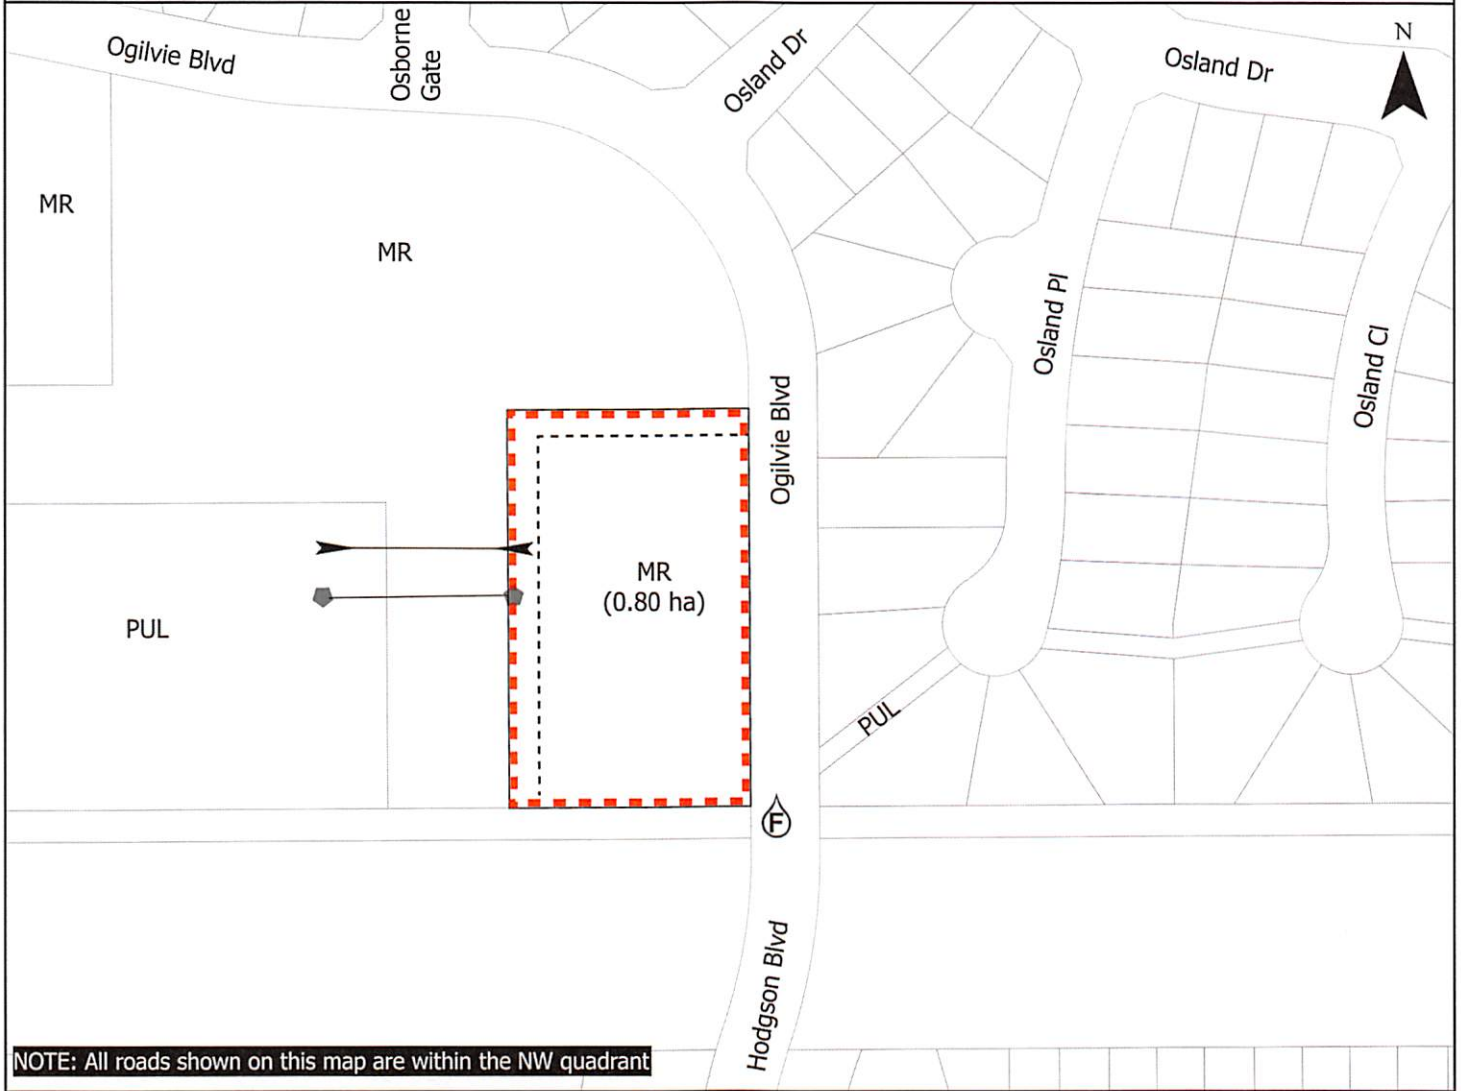 Ogilvie Blvd
Osborne
Gate
Osland Dr
Osland Dr
N
MR
MR
Osland Pl
Osland Cl
Ogilvie Blvd
MR
(0.80 ha)
PUL
PUL
F
Hodgson Blvd
NOTE: All roads shown on this map are within the NW quadrant